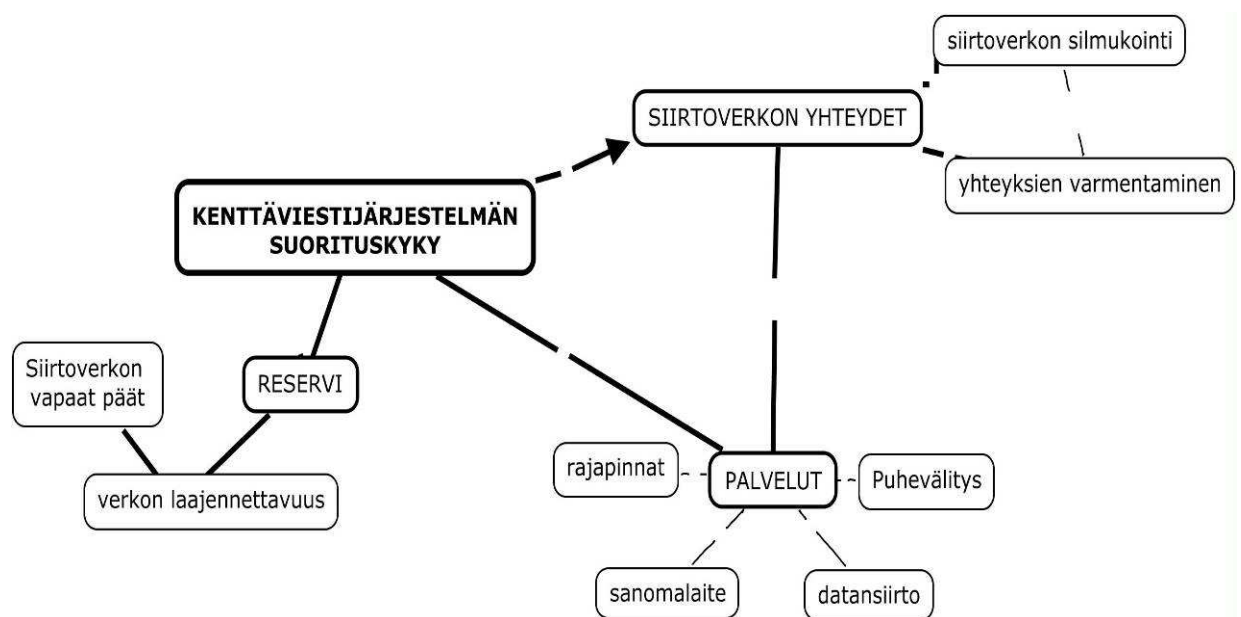 siirtoverkon silmukointi
SIIRTOVERKON YHTEYDET
yhteyksien varmentaminen
KENTTÄVIESTIJÄRJESTELMÄN
SUORITUSKYKY
Siirtoverkon
vapaat päät
RESERVI
verkon laajennettavuus
rajapinnat
PALVELUT
Puhevälitys
sanomalaite
datansiirto